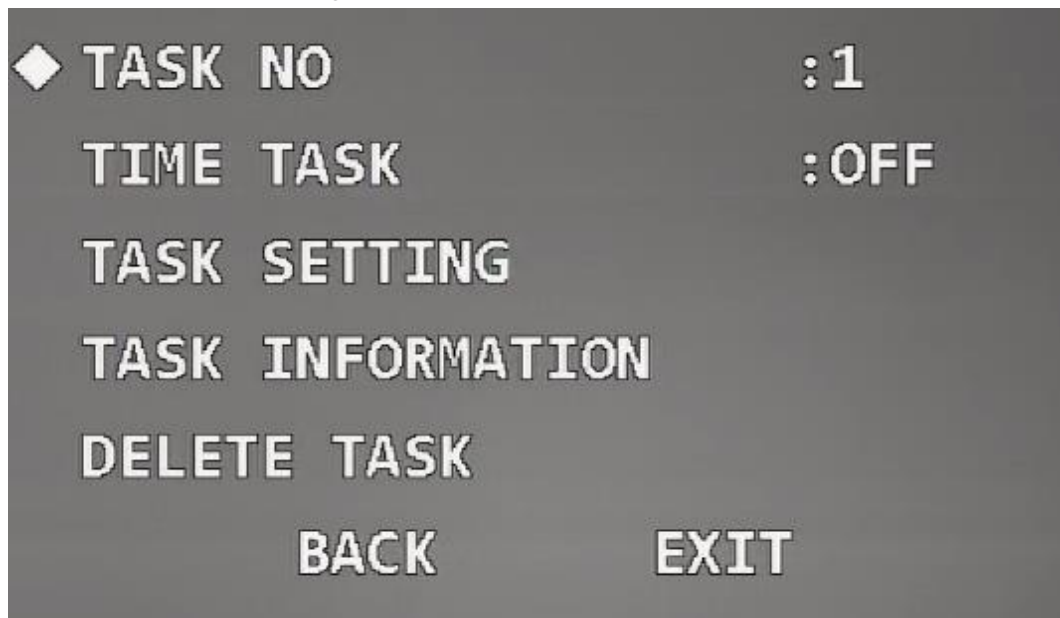 TASK NO :1
TIME TASK :OFF
TASK SETTING
TASK INFORMATION
DELETE TASK
BACK EXIT